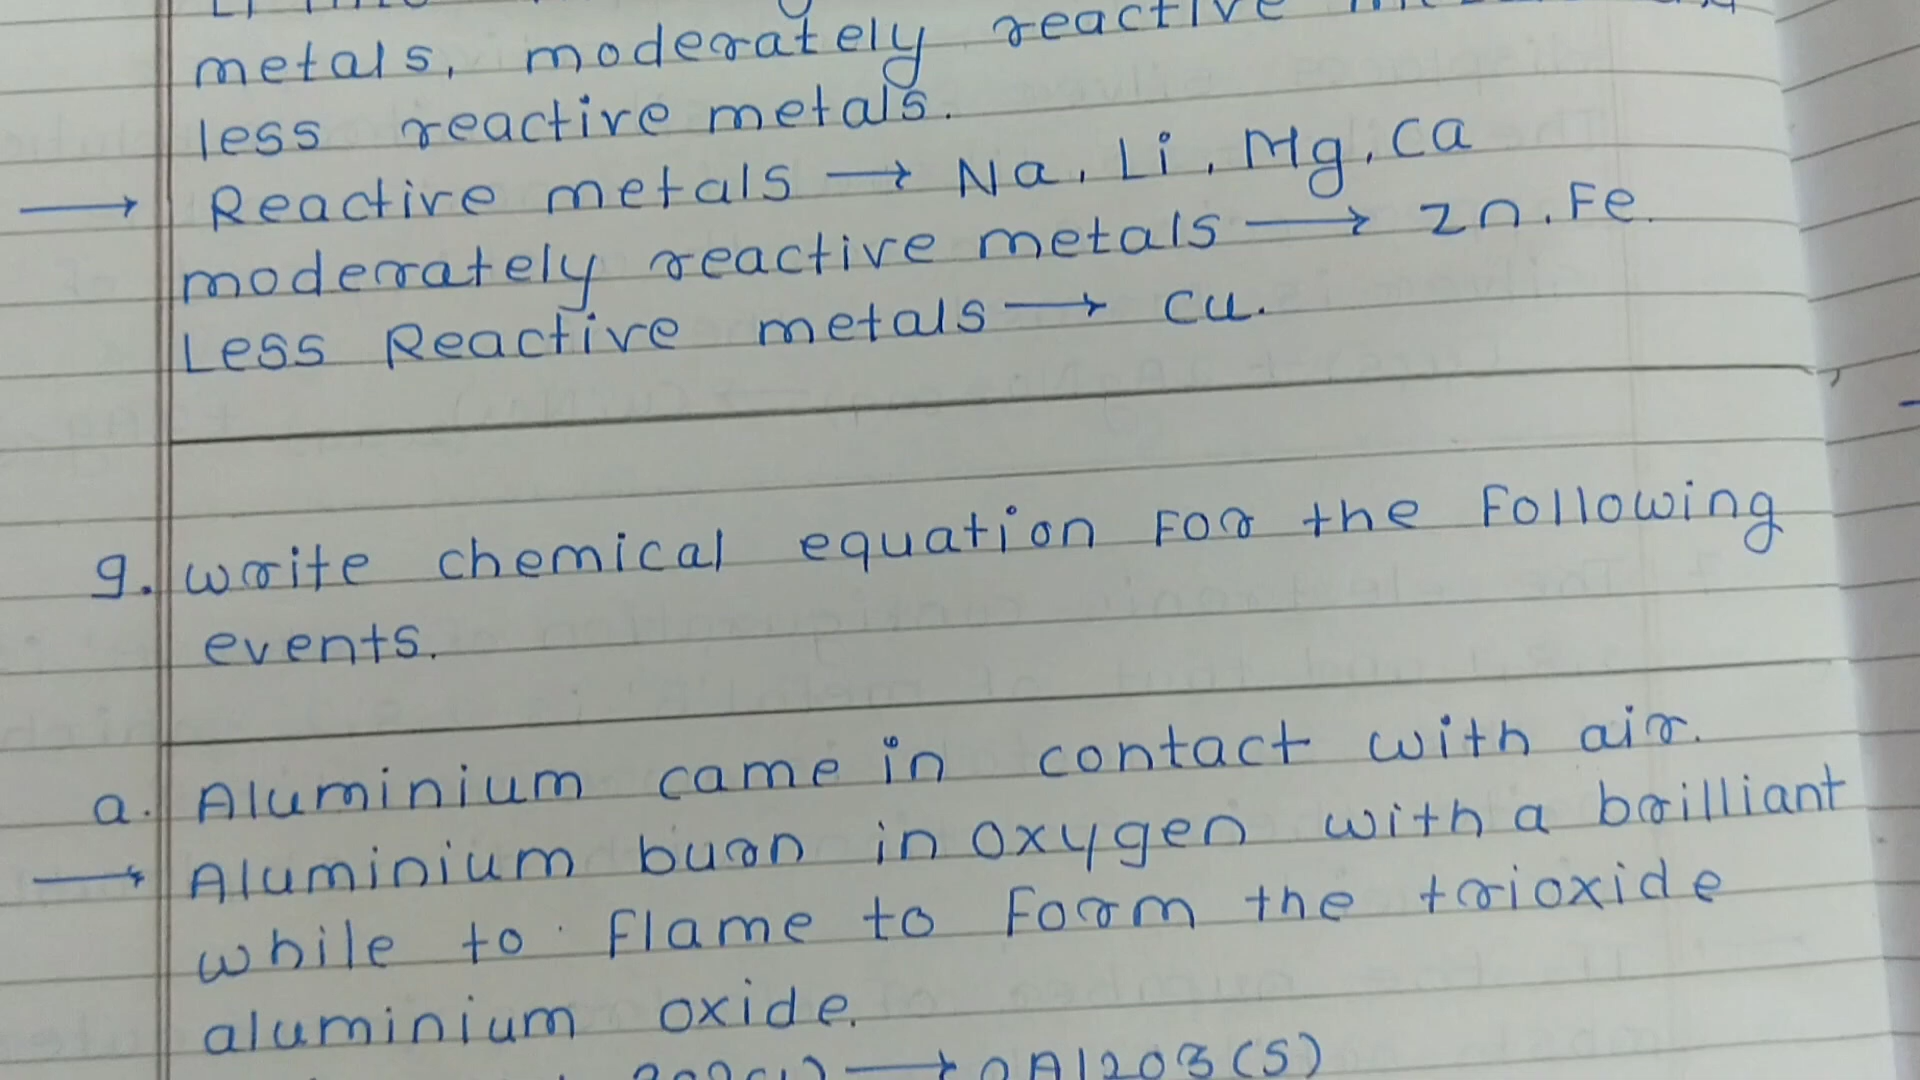 metals, moderately reactive
less reactive metals.
→ Reactive metals → Na, Li, Mg, Ca
moderately reactive metals → Zn, Fe.
Less Reactive metals → Cu.
9. write chemical equation For the Following
events.
a. Aluminium came in contact with air.
→ Aluminium burn in oxygen with a brilliant
while to flame to Form the trioxide
aluminium oxide.
→ 2Al2O3(S)